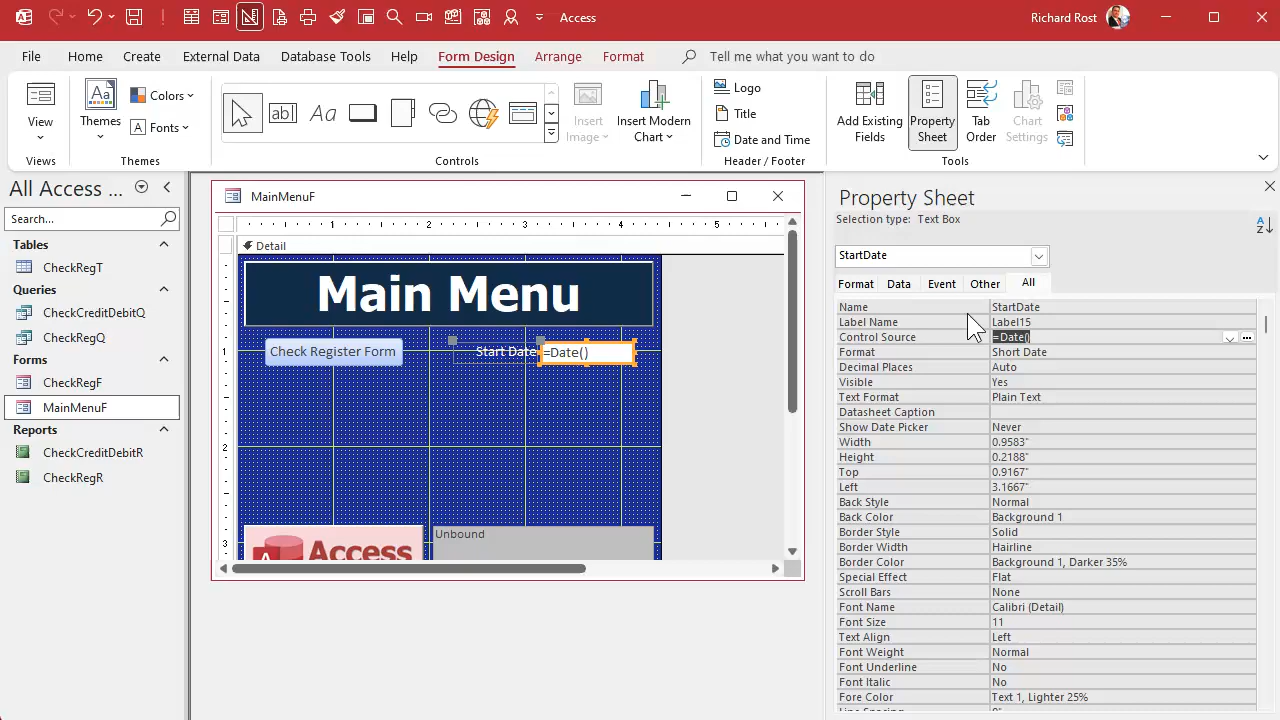 Access
Richard Rost
File
Home
Create
External Data
Database Tools
Help
Form Design
Arrange
Format
Tell me what you want to do
View
Views
Themes
Colors
Fonts
Themes
Controls
Insert
Image
Insert Modern
Chart
Logo
Title
Date and Time
Header / Footer
Add Existing
Fields
Property
Sheet
Tab
Order
Chart
Settings
Tools
All Access ...
Search...
Tables
CheckRegT
Queries
CheckCreditDebitQ
CheckRegQ
Forms
CheckRegF
MainMenuF
Reports
CheckCreditDebitR
CheckRegR
MainMenuF
1 2 3 4 5
Detail
Main Menu
1
Check Register Form
Start Date
=Date()
2
3
Access
Unbound
Property Sheet
Selection type: Text Box
StartDate
Format Data Event Other All
Name StartDate
Label Name Label15
Control Source =Date()
Format Short Date
Decimal Places Auto
Visible Yes
Text Format Plain Text
Datasheet Caption
Show Date Picker Never
Width 0.9583"
Height 0.2188"
Top 0.9167"
Left 3.1667"
Back Style Normal
Back Color Background 1
Border Style Solid
Border Width Hairline
Border Color Background 1, Darker 35%
Special Effect Flat
Scroll Bars None
Font Name Calibri (Detail)
Font Size 11
Text Align Left
Font Weight Normal
Font Underline No
Font Italic No
Fore Color Text 1, Lighter 25%